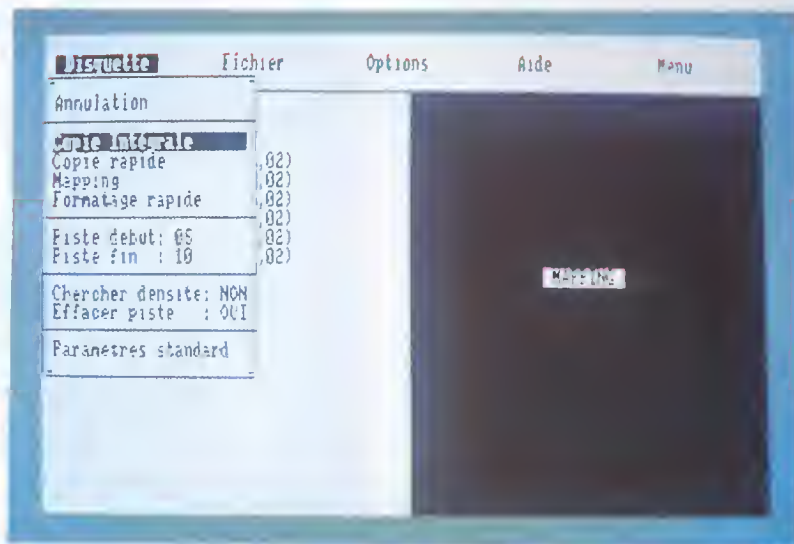 Disquette Fichier Options Aide Menu
Annulation
Copie Intégrale
Copie rapide ,02)
Mapping ,02)
Formatage rapide ,02)
,02)
Piste debut: 05 ,02)
Piste fin : 10 ,02)
Chercher densite: NON
Effacer piste : OUI
Parametres standard
MAPPING